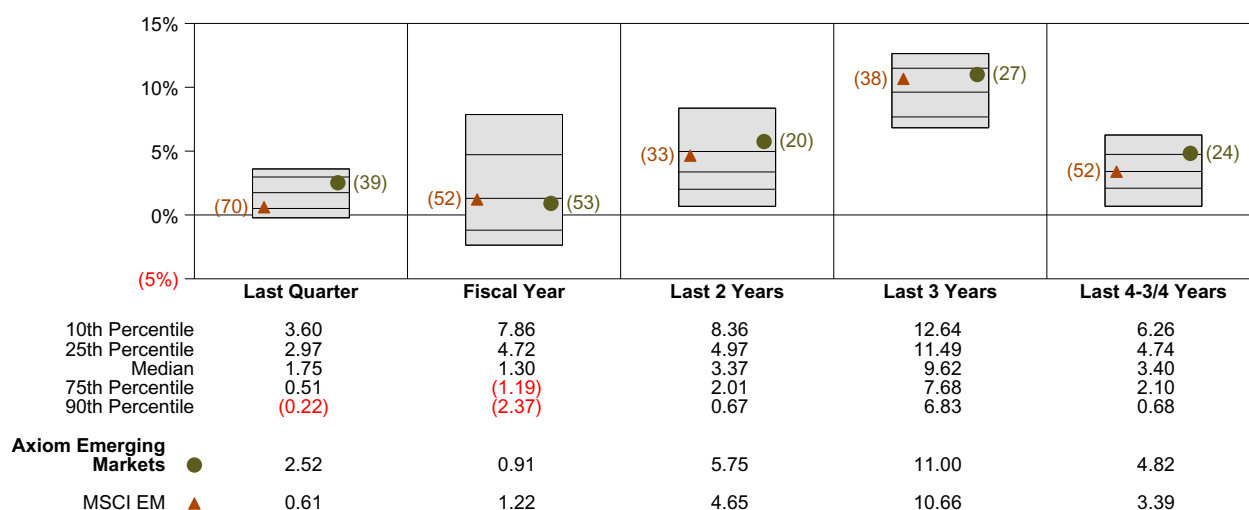 15%
10%
5%
0%
(5%)
(70) (39)
(52) (53)
(33) (20)
(38) (27)
(52) (24)
Last Quarter Fiscal Year Last 2 Years Last 3 Years Last 4-3/4 Years
10th Percentile 3.60 7.86 8.36 12.64 6.26
25th Percentile 2.97 4.72 4.97 11.49 4.74
Median 1.75 1.30 3.37 9.62 3.40
75th Percentile 0.51 (1.19) 2.01 7.68 2.10
90th Percentile (0.22) (2.37) 0.67 6.83 0.68
Axiom Emerging
Markets 2.52 0.91 5.75 11.00 4.82
MSCI EM 0.61 1.22 4.65 10.66 3.39